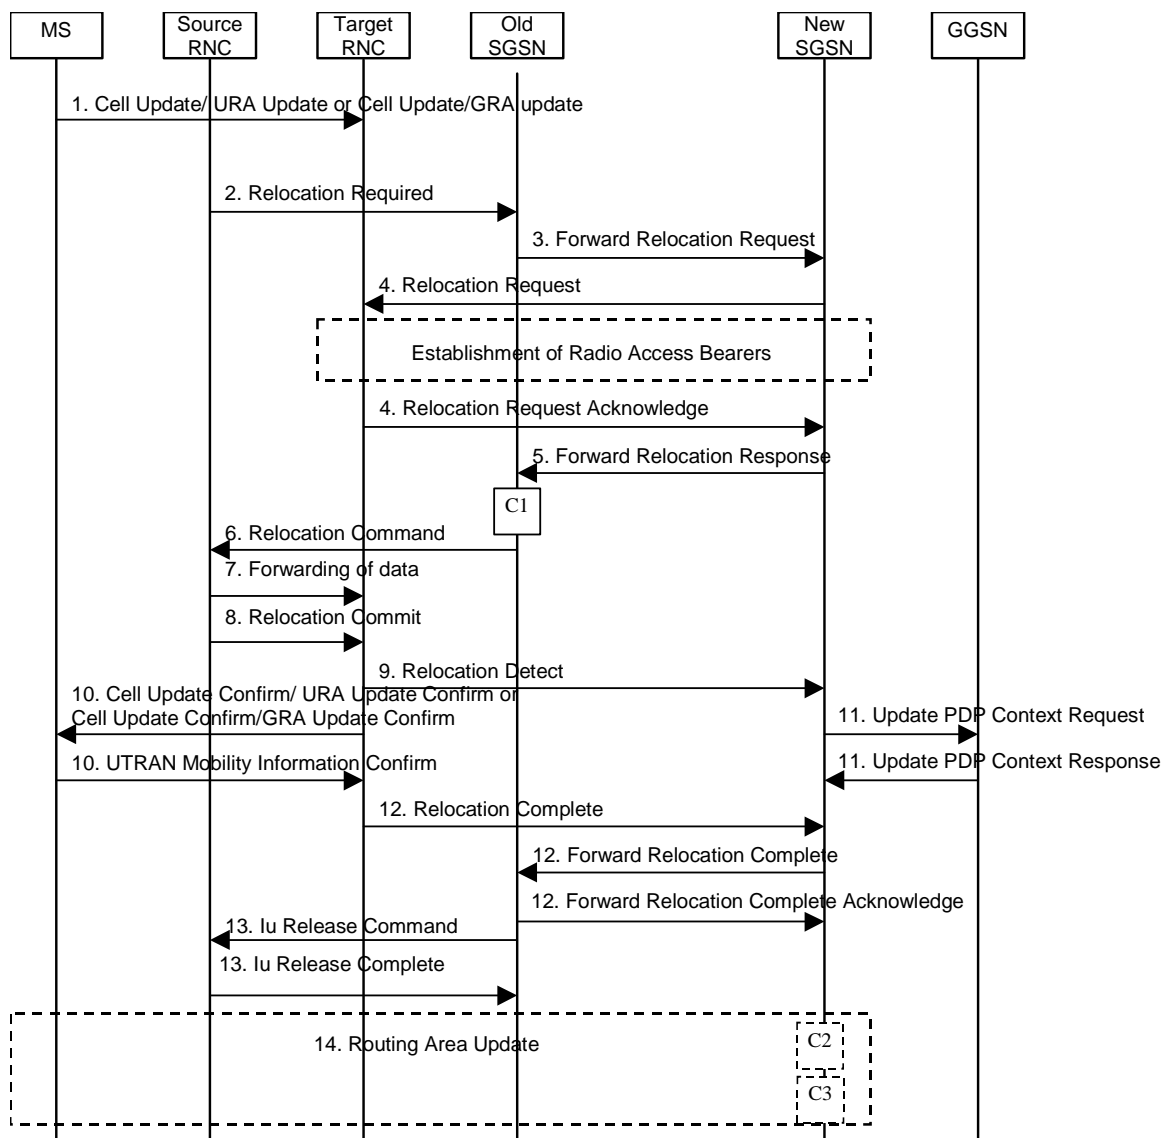 MS
Source
RNC
Target
RNC
Old
SGSN
New
SGSN
GGSN
1. Cell Update/ URA Update or Cell Update/GRA update
2. Relocation Required
3. Forward Relocation Request
4. Relocation Request
Establishment of Radio Access Bearers
4. Relocation Request Acknowledge
5. Forward Relocation Response
C1
6. Relocation Command
7. Forwarding of data
8. Relocation Commit
9. Relocation Detect
10. Cell Update Confirm/ URA Update Confirm or
Cell Update Confirm/GRA Update Confirm
11. Update PDP Context Request
10. UTRAN Mobility Information Confirm
11. Update PDP Context Response
12. Relocation Complete
12. Forward Relocation Complete
12. Forward Relocation Complete Acknowledge
13. Iu Release Command
13. Iu Release Complete
14. Routing Area Update
C2
C3